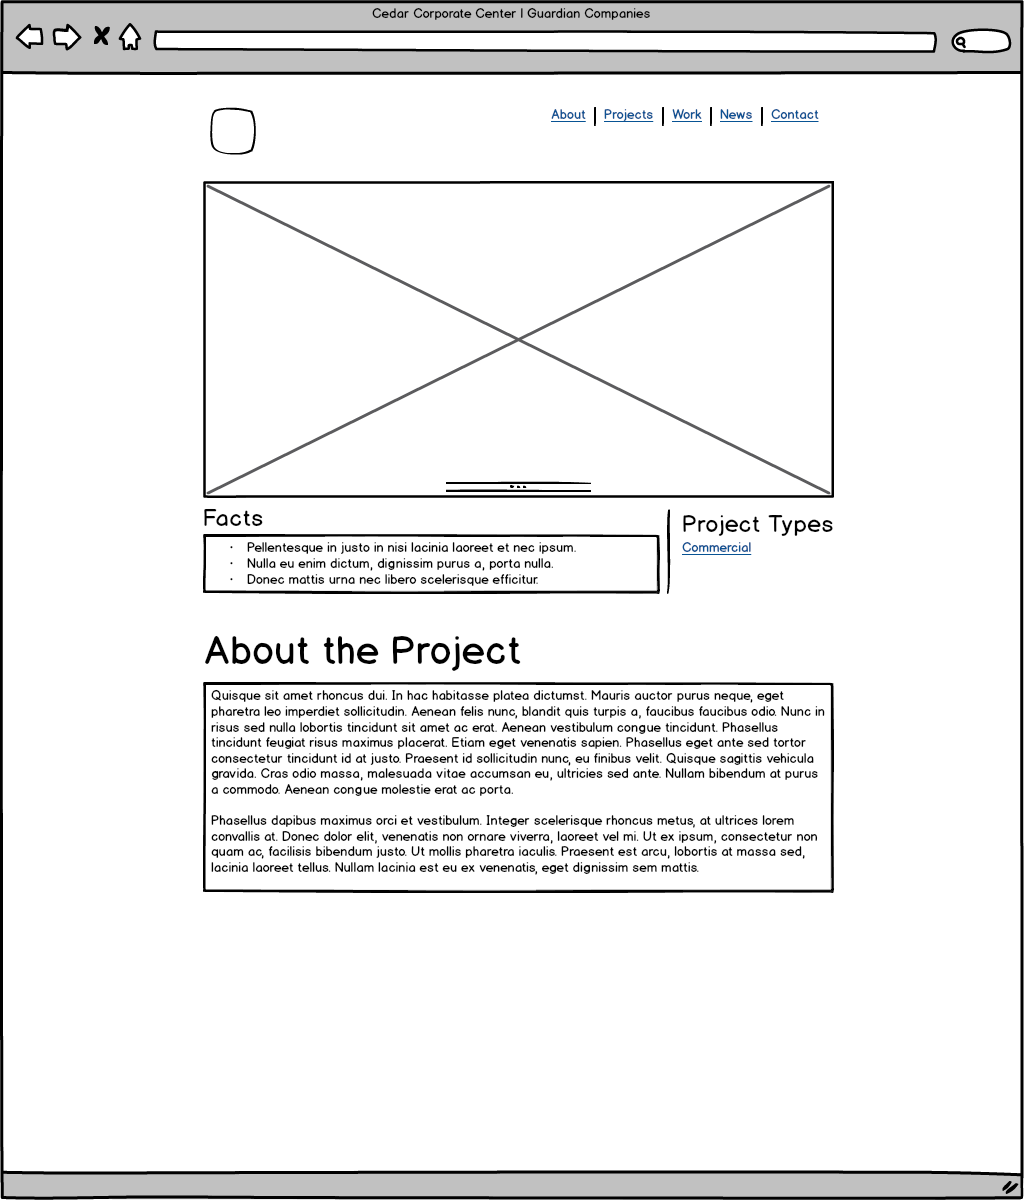 Cedar Corporate Center | Guardian Companies
About | Projects | Work | News | Contact
Facts
Project Types
· Pellentesque in justo in nisi lacinia laoreet et nec ipsum.
· Nulla eu enim dictum, dignissim purus a, porta nulla.
· Donec mattis urna nec libero scelerisque efficitur.
Commercial
About the Project
Quisque sit amet rhoncus dui. In hac habitasse platea dictumst. Mauris auctor purus neque, eget
pharetra leo imperdiet sollicitudin. Aenean felis nunc, blandit quis turpis a, faucibus faucibus odio. Nunc in
risus sed nulla lobortis tincidunt sit amet ac erat. Aenean vestibulum congue tincidunt. Phasellus
tincidunt feugiat risus maximus placerat. Etiam eget venenatis sapien. Phasellus eget ante sed tortor
consectetur tincidunt id at justo. Praesent id sollicitudin nunc, eu finibus velit. Quisque sagittis vehicula
gravida. Cras odio massa, malesuada vitae accumsan eu, ultricies sed ante. Nullam bibendum at purus
a commodo. Aenean congue molestie erat ac porta.
Phasellus dapibus maximus orci et vestibulum. Integer scelerisque rhoncus metus, at ultrices lorem
convallis at. Donec dolor elit, venenatis non ornare viverra, laoreet vel mi. Ut ex ipsum, consectetur non
quam ac, facilisis bibendum justo. Ut mollis pharetra iaculis. Praesent est arcu, lobortis at massa sed,
lacinia laoreet tellus. Nullam lacinia est eu ex venenatis, eget dignissim sem mattis.